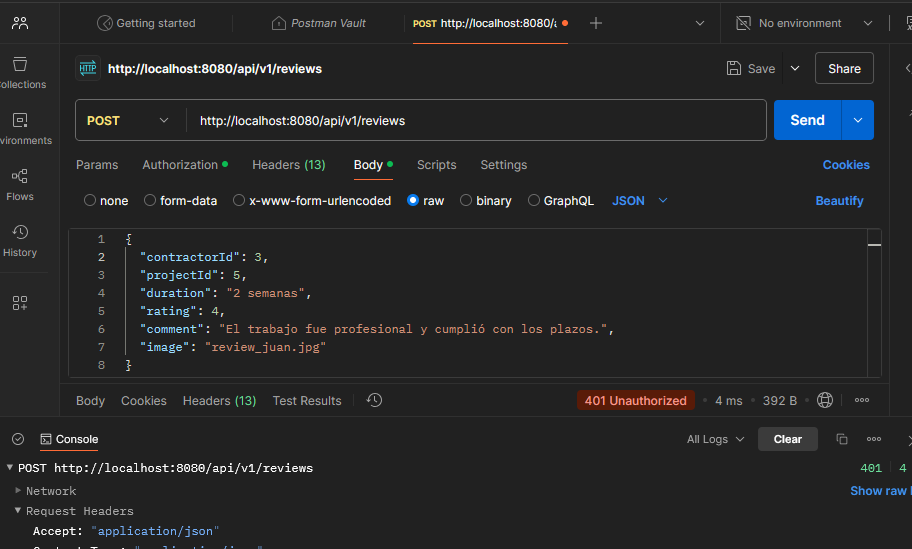 Getting started
Postman Vault
POST http://localhost:8080/a
No environment
HTTP http://localhost:8080/api/v1/reviews
Save
Share
ollections
POST
http://localhost:8080/api/v1/reviews
Send
vironments
Params Authorization Headers (13) Body Scripts Settings Cookies
Flows
none form-data x-www-form-urlencoded raw binary GraphQL JSON Beautify
History
1 {
2 "contractorId": 3,
3 "projectId": 5,
4 "duration": "2 semanas",
5 "rating": 4,
6 "comment": "El trabajo fue profesional y cumplió con los plazos.",
7 "image": "review_juan.jpg"
8 }
Body Cookies Headers (13) Test Results 401 Unauthorized • 4 ms • 392 B •
Console All Logs Clear
POST http://localhost:8080/api/v1/reviews 401 4
Network Show raw
Request Headers
Accept: "application/json"